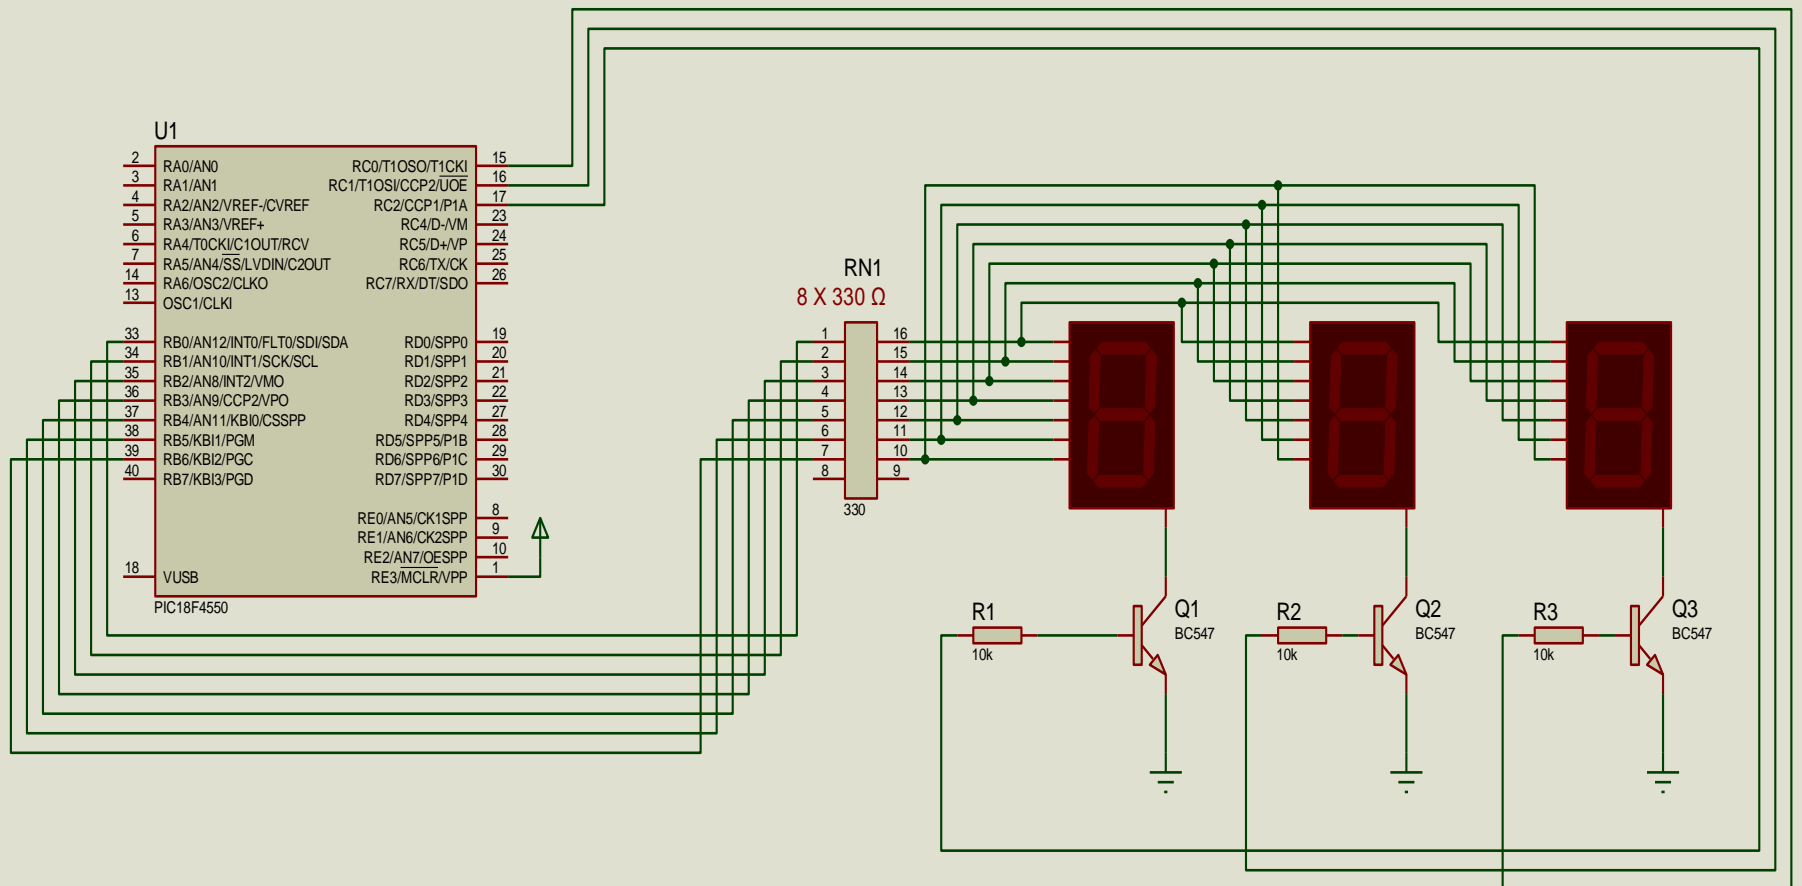 U1
2 RA0/AN0 RC0/T1OSO/T1CKI 15
3 RA1/AN1 RC1/T1OSI/CCP2/UOE 16
4 RA2/AN2/VREF-/CVREF RC2/CCP1/P1A 17
5 RA3/AN3/VREF+ RC4/D-/VM 23
6 RA4/T0CKI/C1OUT/RCV RC5/D+/VP 24
7 RA5/AN4/SS/LVDIN/C2OUT RC6/TX/CK 25
14 RA6/OSC2/CLKO RC7/RX/DT/SDO 26
13 OSC1/CLKI
33 RB0/AN12/INT0/FLT0/SDI/SDA RD0/SPP0 19
34 RB1/AN10/INT1/SCK/SCL RD1/SPP1 20
35 RB2/AN8/INT2/VMO RD2/SPP2 21
36 RB3/AN9/CCP2/VPO RD3/SPP3 22
37 RB4/AN11/KBI0/CSSPP RD4/SPP4 27
38 RB5/KBI1/PGM RD5/SPP5/P1B 28
39 RB6/KBI2/PGC RD6/SPP6/P1C 29
40 RB7/KBI3/PGD RD7/SPP7/P1D 30
RE0/AN5/CK1SPP 8
RE1/AN6/CK2SPP 9
RE2/AN7/OESPP 10
18 VUSB RE3/MCLR/VPP 1
PIC18F4550
RN1
8 X 330 Ω
1 16
2 15
3 14
4 13
5 12
6 11
7 10
8 9
330
R1
10k
Q1
BC547
R2
10k
Q2
BC547
R3
10k
Q3
BC547